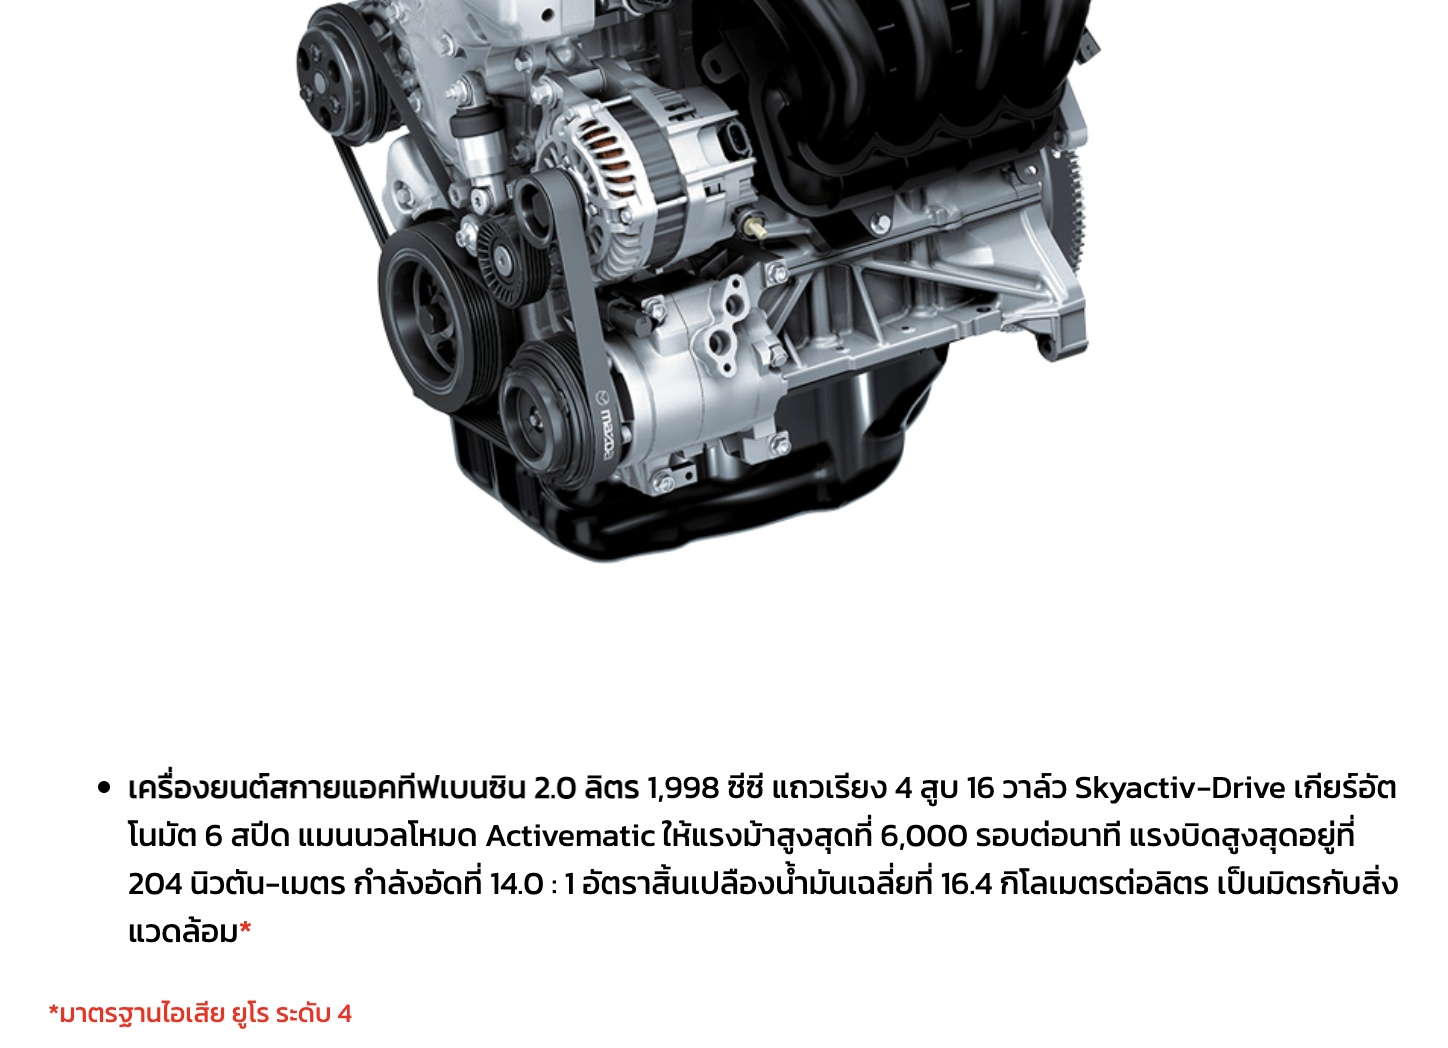 mazda
เครื่องยนต์สกายแอคทีฟเบนซิน 2.0 ลิตร 1,998 ซีซี แถวเรียง 4 สูบ 16 วาล์ว Skyactiv-Drive เกียร์อัต
โนมัต 6 สปีด แมนนวลโหมด Activematic ให้แรงม้าสูงสุดที่ 6,000 รอบต่อนาที แรงบิดสูงสุดอยู่ที่
204 นิวตัน-เมตร กำลังอัดที่ 14.0 : 1 อัตราสิ้นเปลืองน้ำมันเฉลี่ยที่ 16.4 กิโลเมตรต่อลิตร เป็นมิตรกับสิ่ง
แวดล้อม*
*มาตรฐานไอเสีย ยูโร ระดับ 4